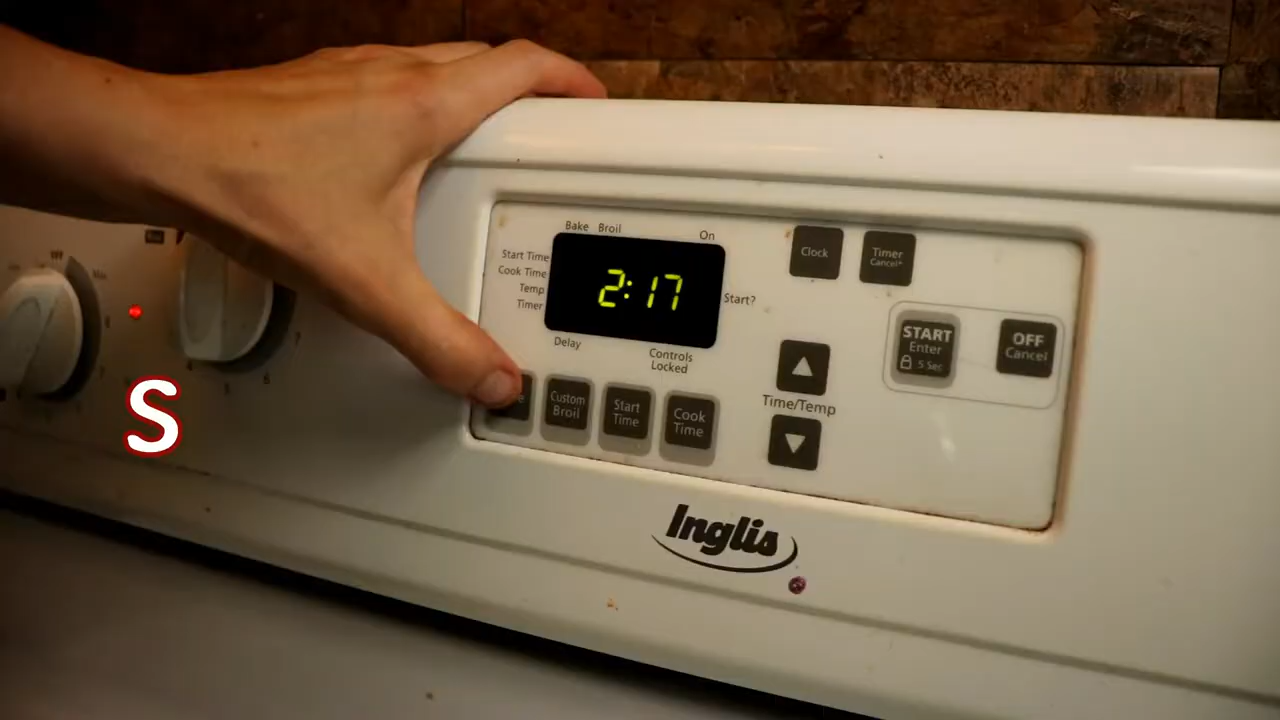 Bake Broil On
Start Time
Cook Time
Temp
Timer
2:17
Start?
Delay
Controls
Locked
Clock
Timer
Cancel*
START
Enter
5 Sec
OFF
Cancel
Custom
Broil
Start
Time
Cook
Time
Time/Temp
Inglis
S